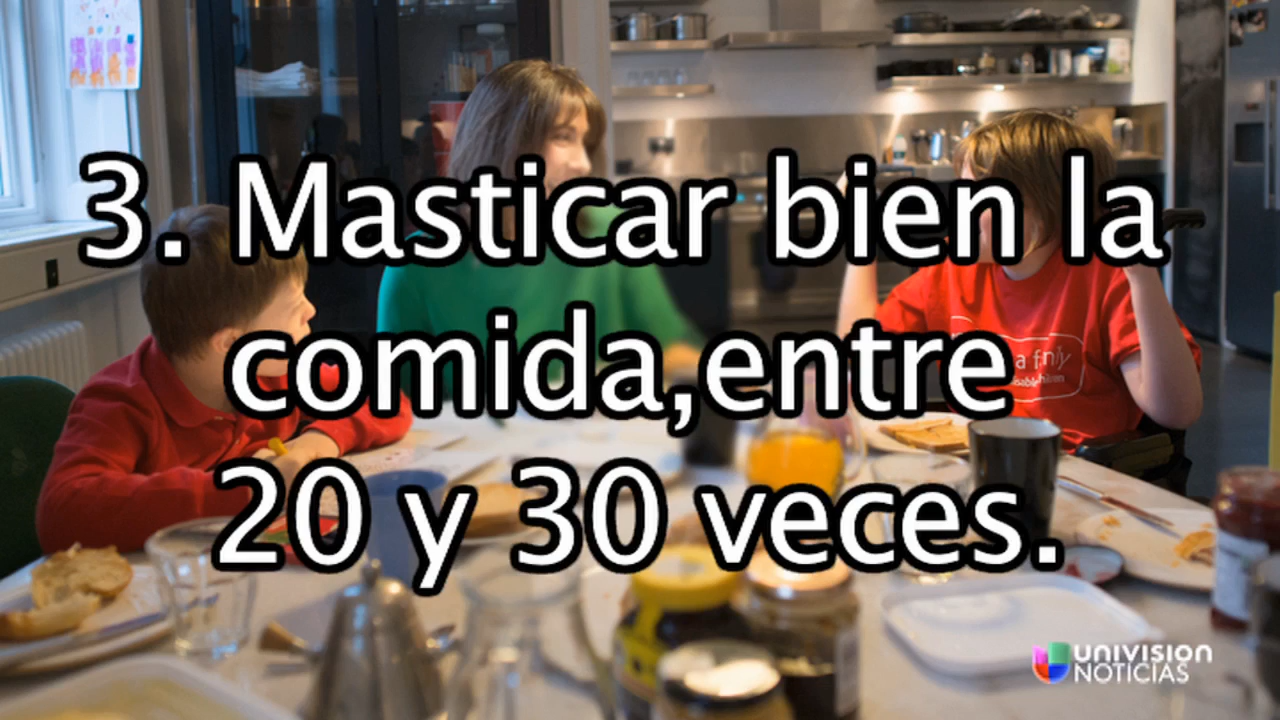 3. Masticar bien la
comida,entre
20 y 30 veces.
UNIVISION
NOTICIAS